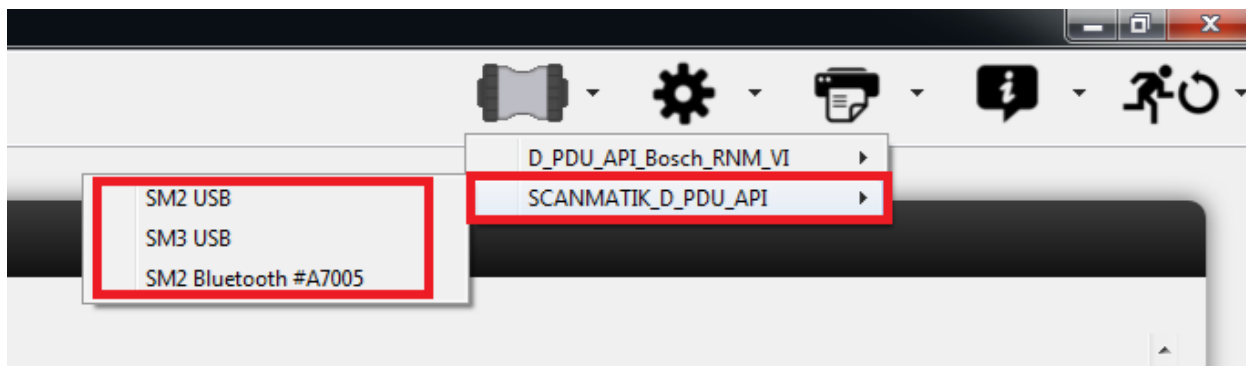 D_PDU_API_Bosch_RNM_VI
SCANMATIK_D_PDU_API
SM2 USB
SM3 USB
SM2 Bluetooth #A7005